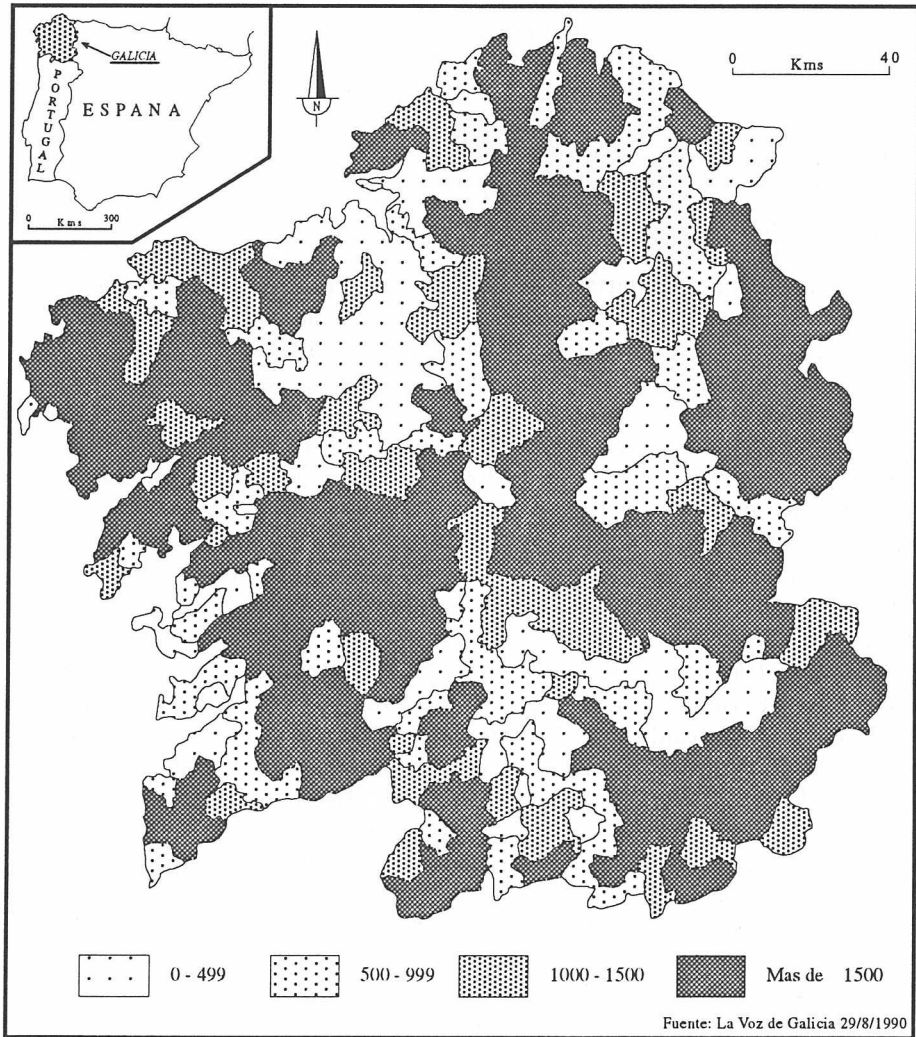 GALICIA
PORTUGAL
ESPANA
0 Kms 300
N
0 40
Kms
0 - 499
500 - 999
1000 - 1500
Mas de 1500
Fuente: La Voz de Galicia 29/8/1990